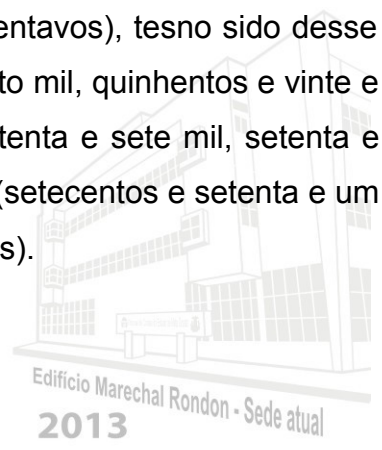 entavos), tesno sido desse
to mil, quinhentos e vinte e
tenta e sete mil, setenta e
(setecentos e setenta e um
s).
Edifício Marechal Rondon - Sede atual
2013